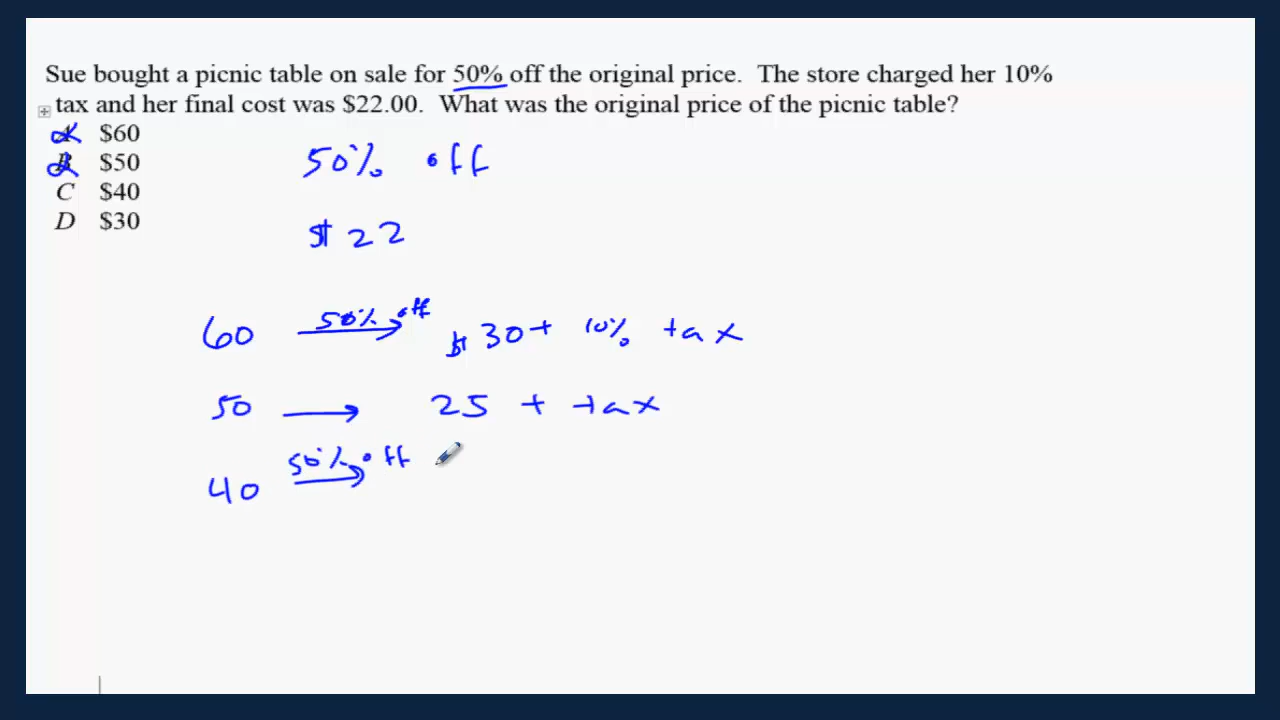 Sue bought a picnic table on sale for 50% off the original price. The store charged her 10%
tax and her final cost was $22.00. What was the original price of the picnic table?
A $60
B $50
C $40
D $30
50% off
$22
60 50% off $30+ 10% tax
50 25 + tax
40 50% off